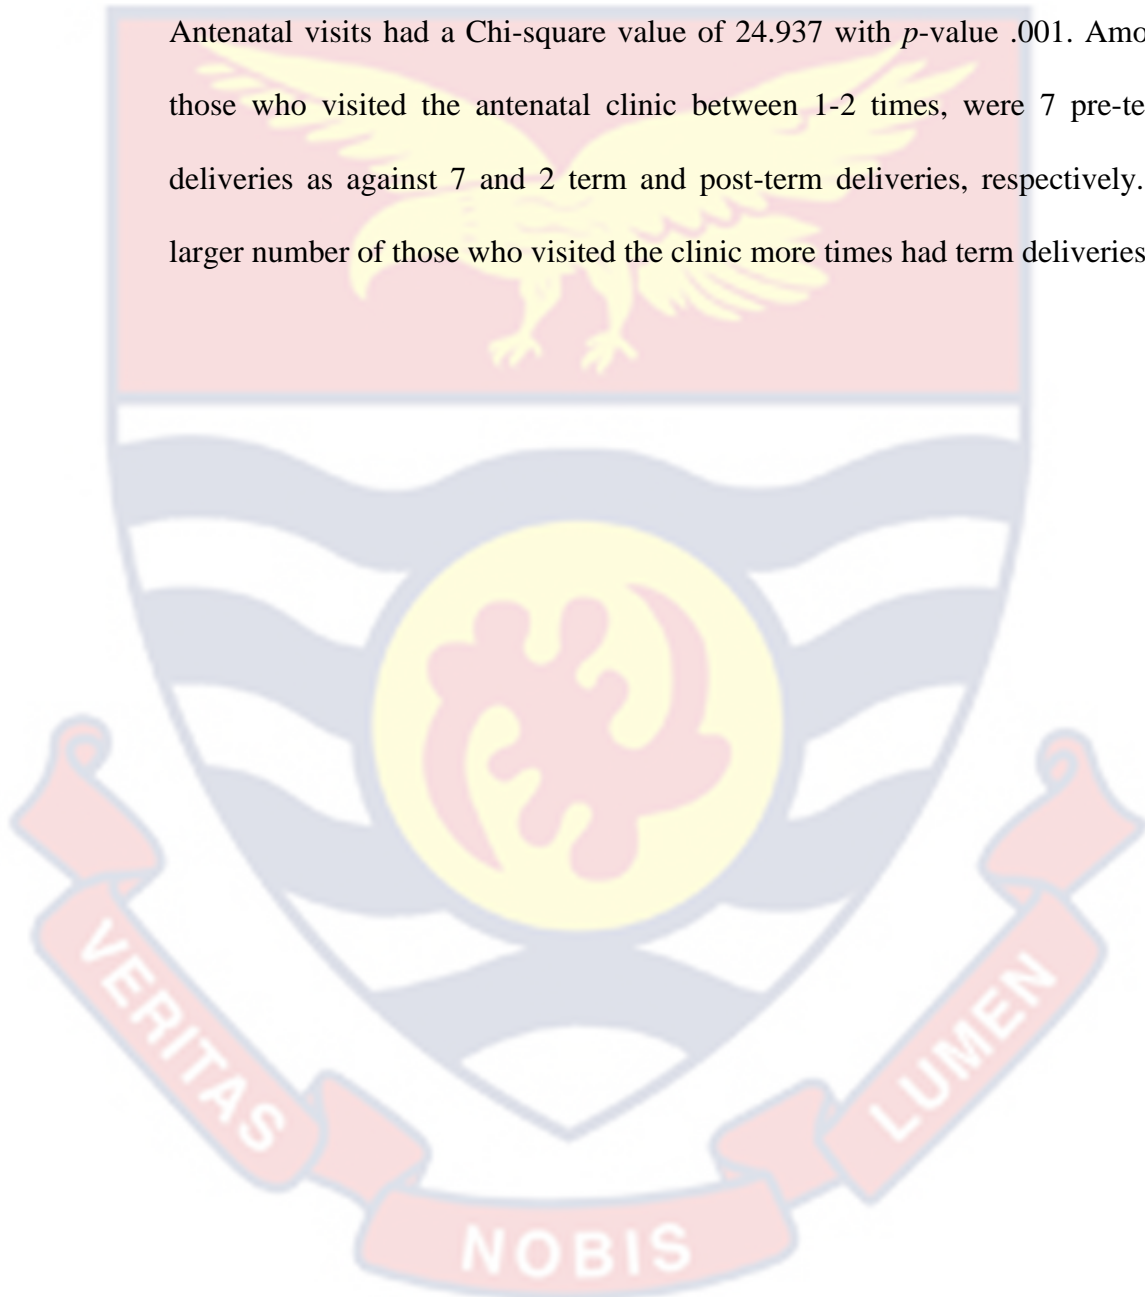 Antenatal visits had a Chi-square value of 24.937 with p-value .001. Amo
those who visited the antenatal clinic between 1-2 times, were 7 pre-te
deliveries as against 7 and 2 term and post-term deliveries, respectively.
larger number of those who visited the clinic more times had term deliveries
VERITAS
NOBIS
LUMEN